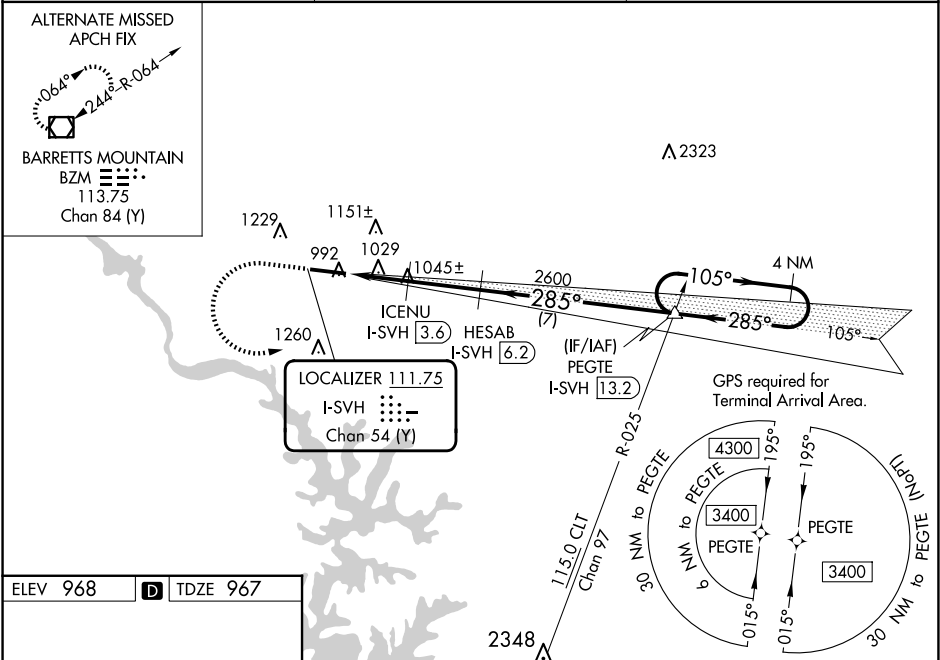 ALTERNATE MISSED
APCH FIX
064°
244°
R-064
BARRETTS MOUNTAIN
BZM
113.75
Chan 84 (Y)
2323
1229
1151±
992
1029
1045±
2600
285°
(7)
105°
4 NM
285°
105°
ICENU
I-SVH 3.6
HESAB
I-SVH 6.2
(IF/IAF)
PEGTE
I-SVH 13.2
1260
LOCALIZER 111.75
I-SVH
Chan 54 (Y)
GPS required for
Terminal Arrival Area.
R-025
115.0 CLT
Chan 97
30 NM to PEGTE
4300
195°
6 NM to PEGTE
3400
PEGTE
015°
195°
PEGTE
3400
015°
30 NM to PEGTE (NoPT)
ELEV 968 D TDZE 967
2348